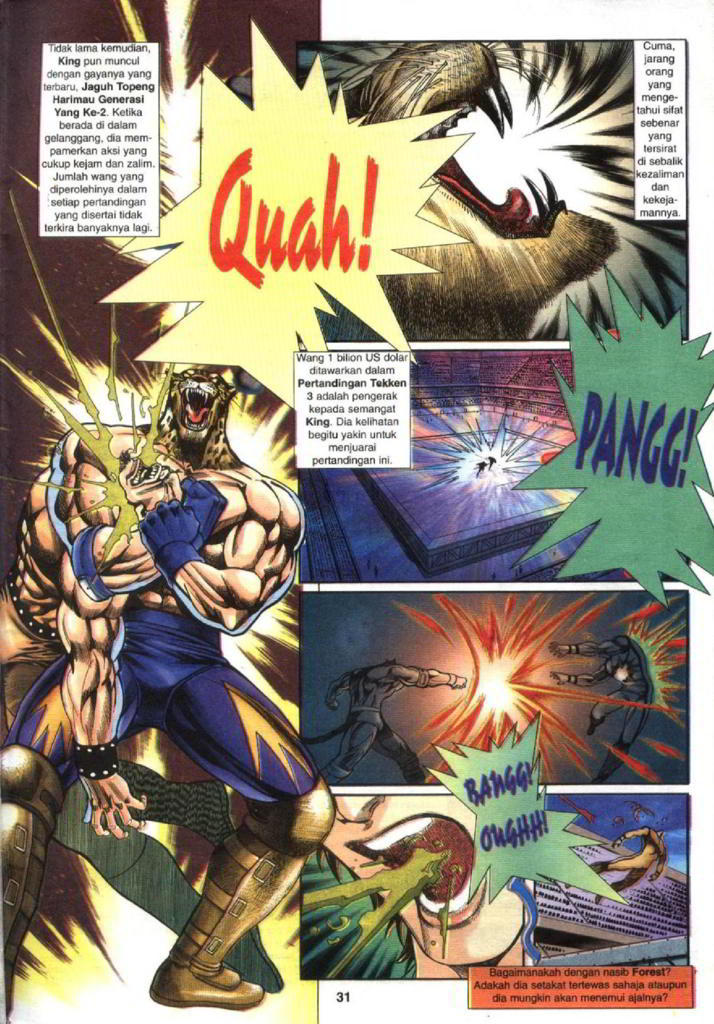 Tidak lama kemudian,
King pun muncul
dengan gayanya yang
terbaru, Jaguh Topeng
Harimau Generasi
Yang Ke-2. Ketika
berada di dalam
gelanggang, dia mem-
pamerkan aksi yang
cukup kejam dan zalim.
Jumlah wang yang
diperolehinya dalam
setiap pertandingan
yang disertai tidak
terkira banyaknya lagi.
Quah!
Cuma,
jarang
orang
yang
menge-
tahui sifat
sebenar
yang
tersirat
di sebalik
kezaliman
dan
kekeja-
mannya.
Wang 1 bilion US dolar
ditawarkan dalam
Pertandingan Tekken
3 adalah pengerak
kepada semangat
King. Dia kelihatan
begitu yakin untuk
menjuarai
pertandingan ini.
PANGG!
BANGG!
OUGHH!
Bagaimanakah dengan nasib Forest?
Adakah dia setakat tertewas sahaja ataupun
dia mungkin akan menemui ajalnya?
31